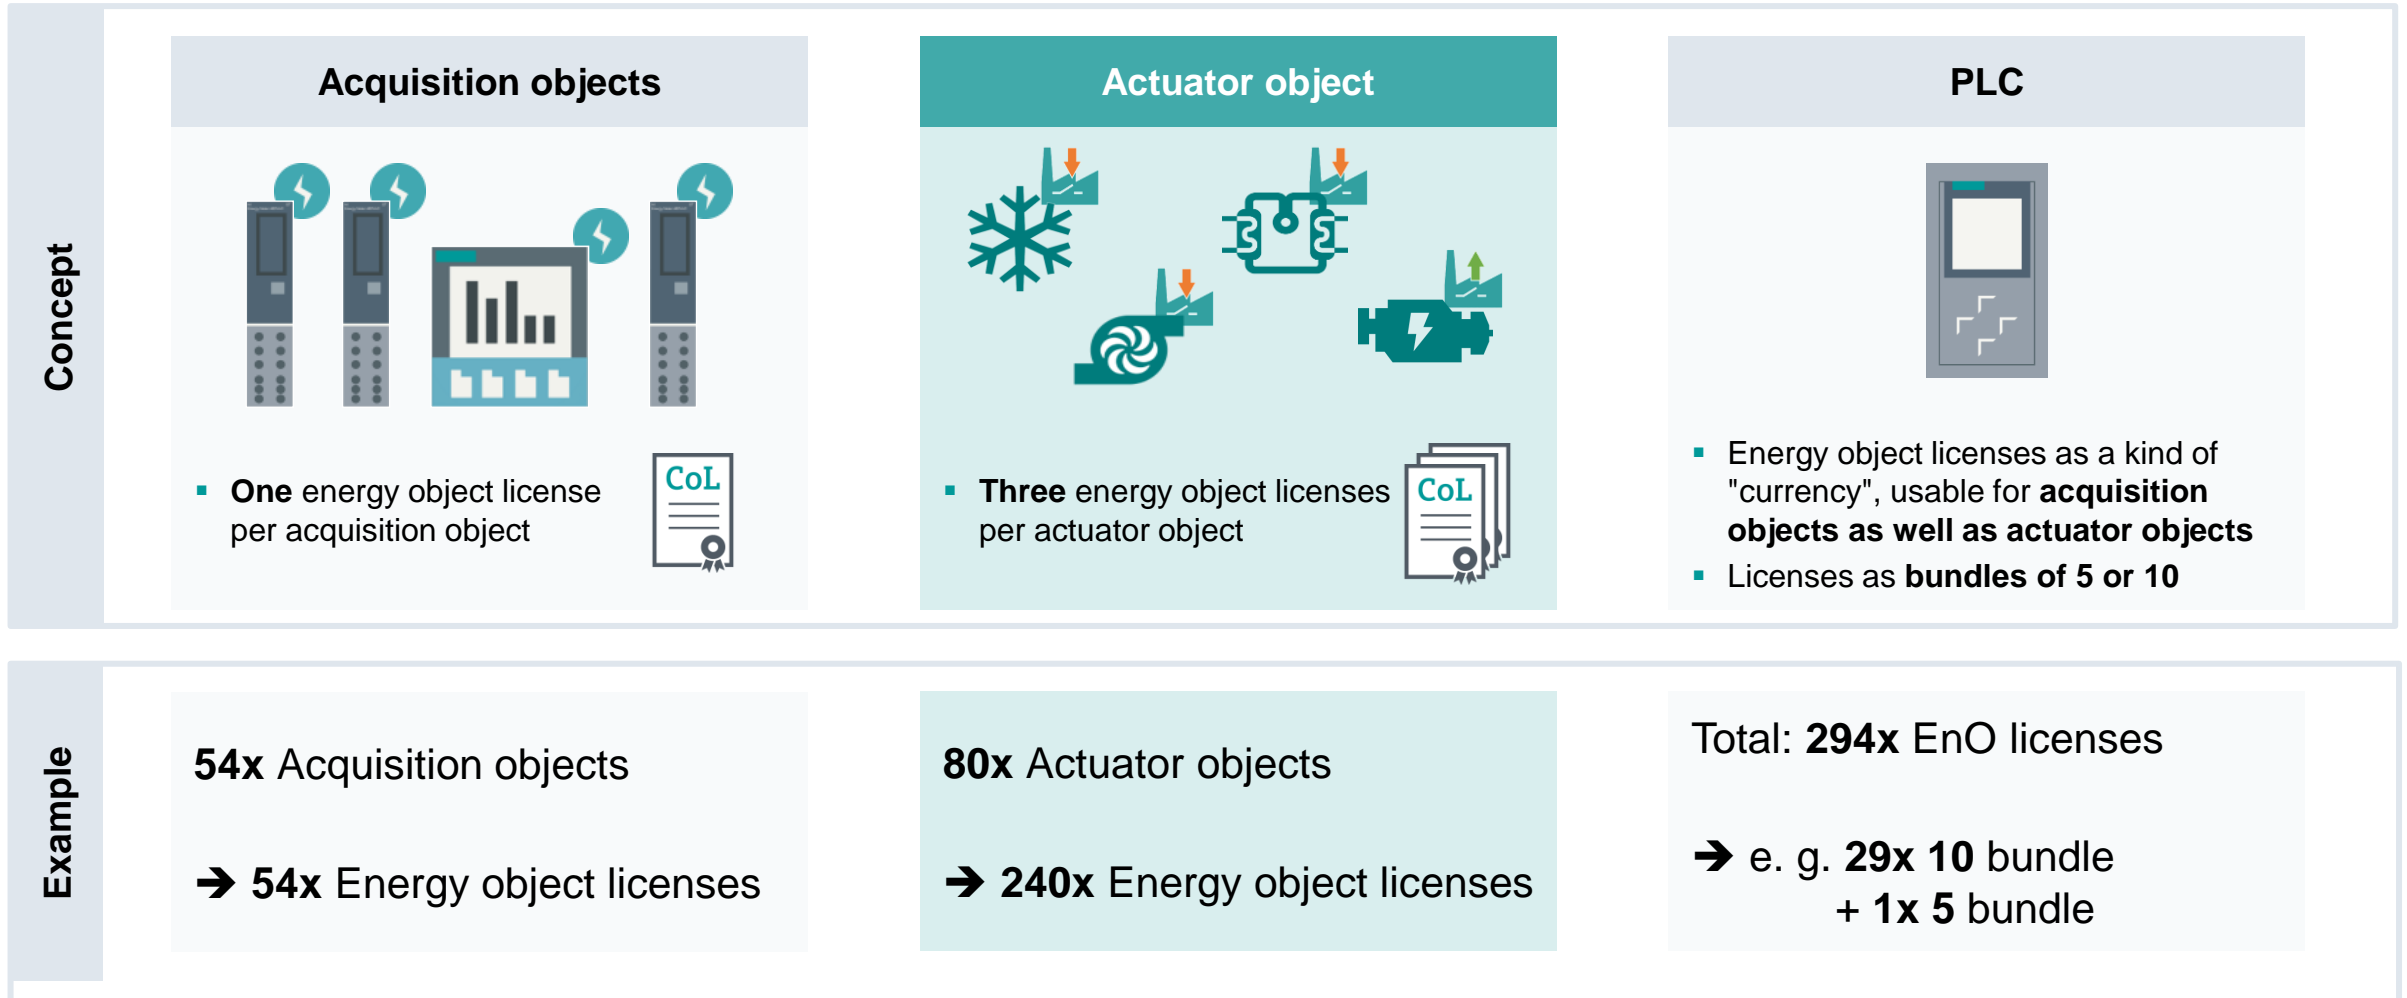 Concept
Acquisition objects
▪ One energy object license
per acquisition object
CoL
Actuator object
▪ Three energy object licenses
per actuator object
CoL
PLC
▪ Energy object licenses as a kind of
"currency", usable for acquisition
objects as well as actuator objects
▪ Licenses as bundles of 5 or 10
Example
54x Acquisition objects
➔ 54x Energy object licenses
80x Actuator objects
➔ 240x Energy object licenses
Total: 294x EnO licenses
➔ e. g. 29x 10 bundle
+ 1x 5 bundle